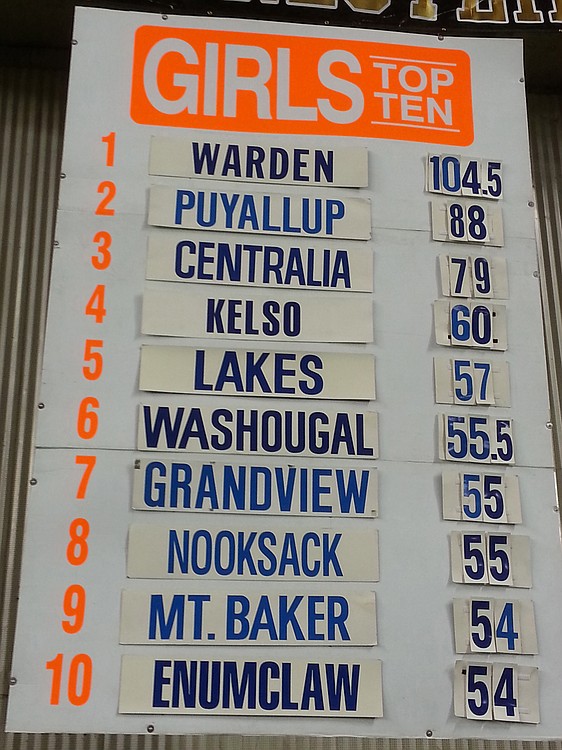 GIRLS TOP TEN
1 WARDEN 104.5
2 PUYALLUP 88
3 CENTRALIA 79
4 KELSO .60.
5 LAKES 57
6 WASHOUGAL 55.5
7 GRANDVIEW 55
8 NOOKSACK 55
9 MT. BAKER 54
10 ENUMCLAW 54